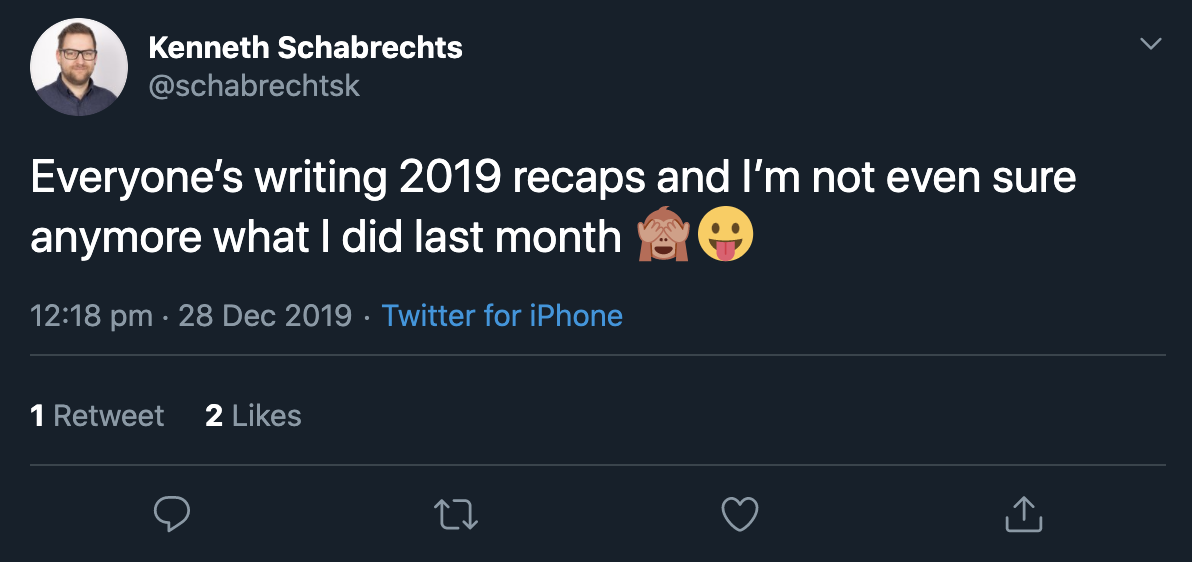 Kenneth Schabrechts
@schabrechtsk
Everyone’s writing 2019 recaps and I’m not even sure
anymore what I did last month 🙈😛
12:18 pm · 28 Dec 2019 · Twitter for iPhone
1 Retweet 2 Likes